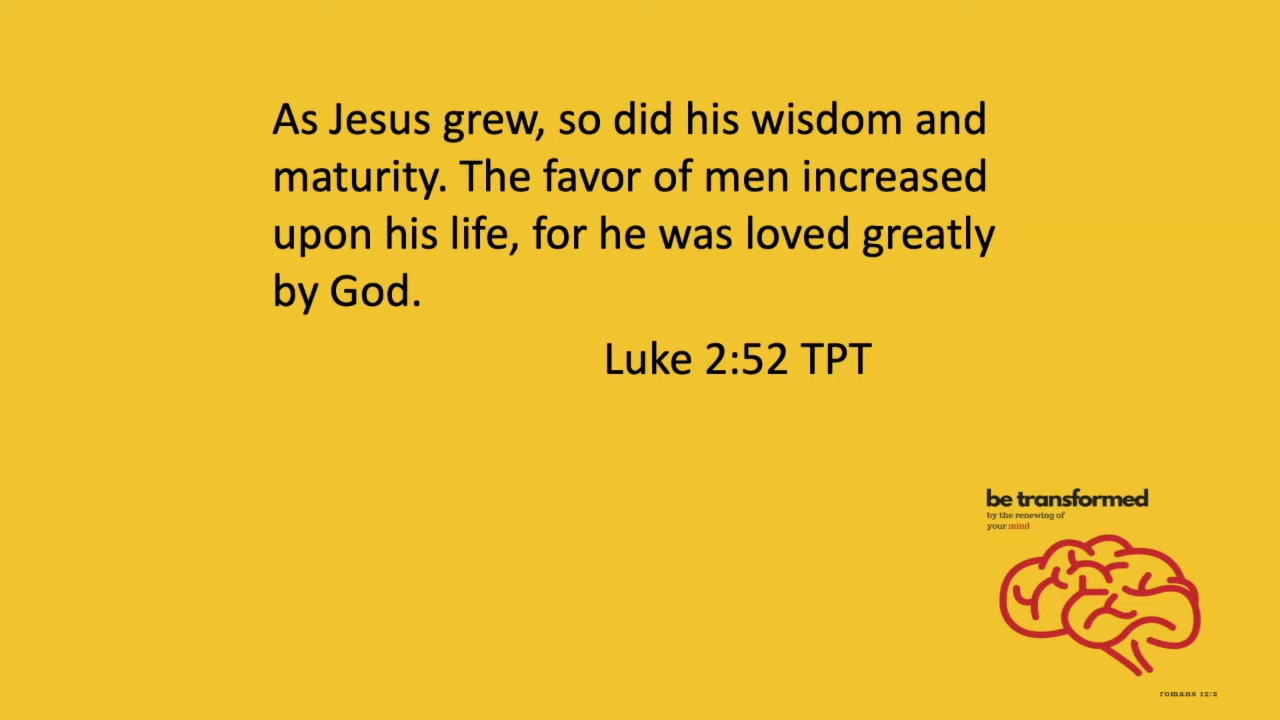 As Jesus grew, so did his wisdom and
maturity. The favor of men increased
upon his life, for he was loved greatly
by God.
Luke 2:52 TPT
be transformed
by the renewing of
your mind
romans 12:2